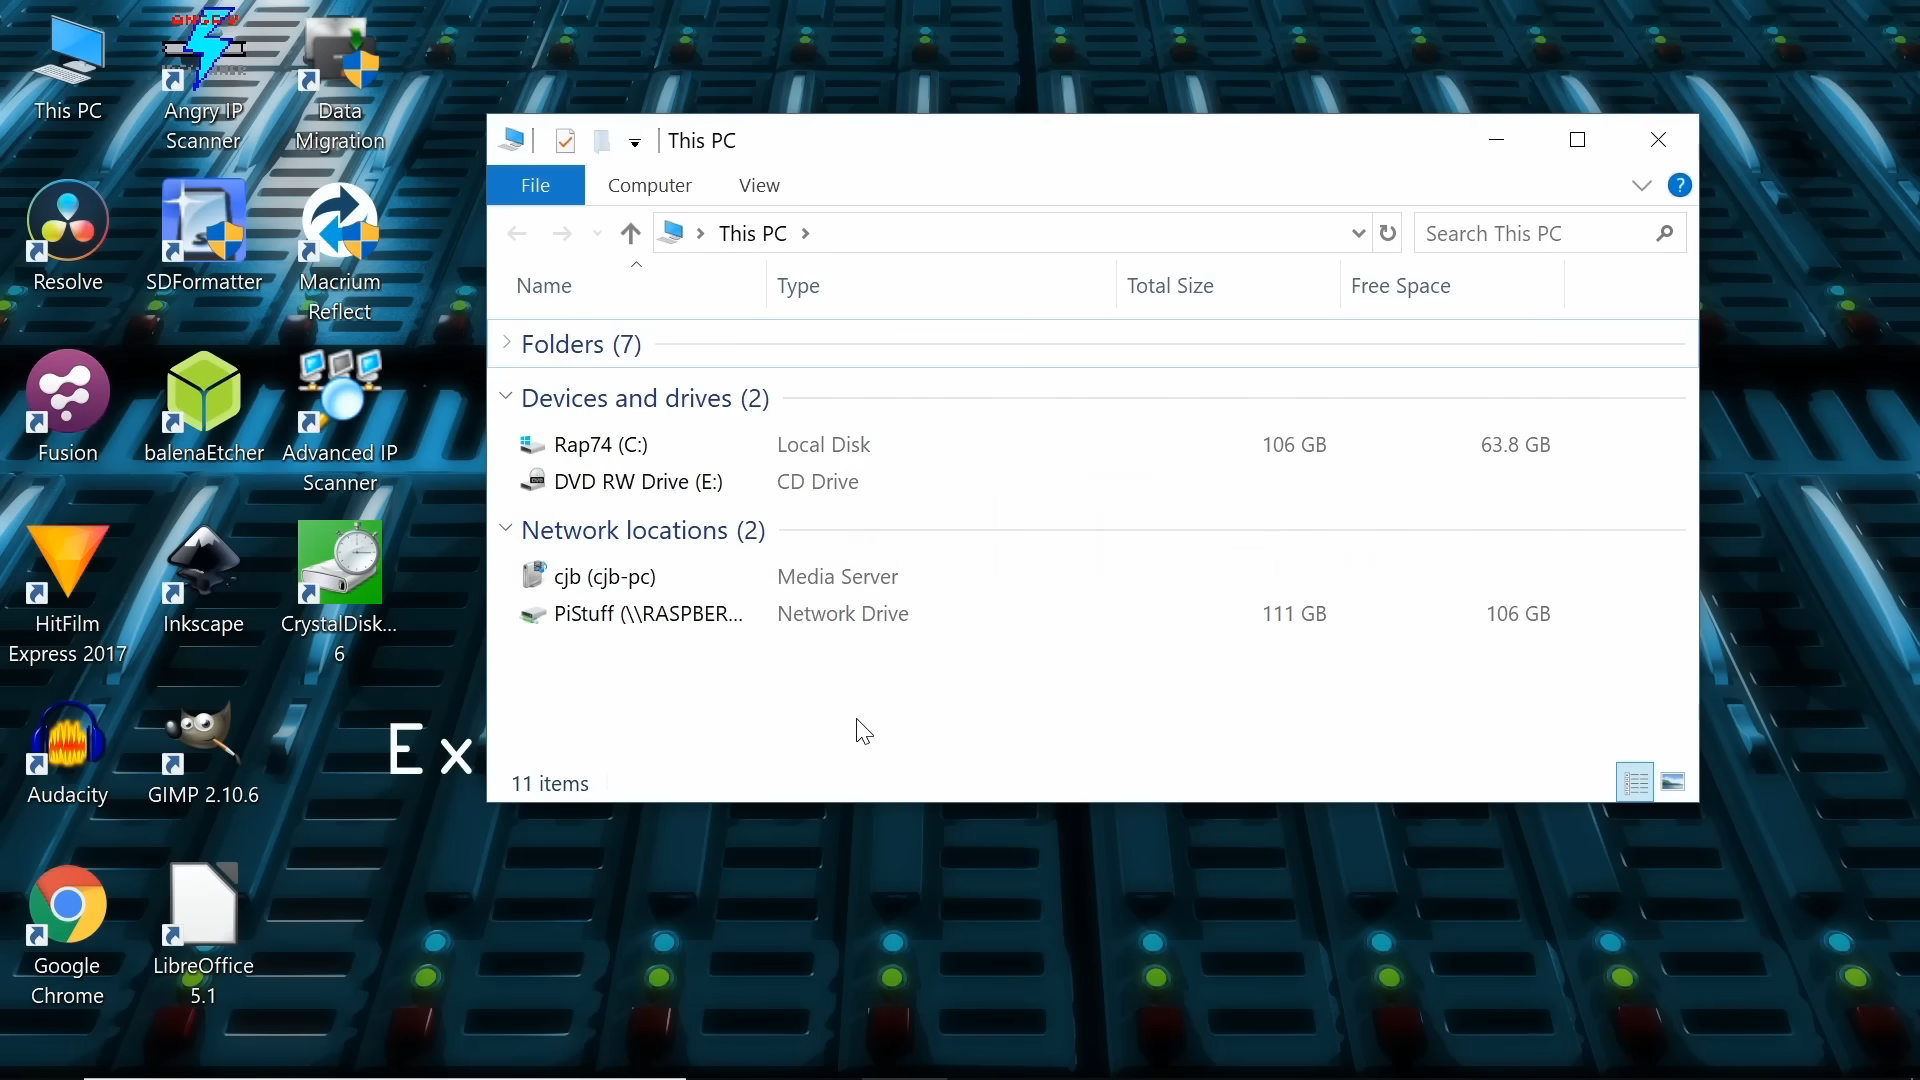 This PC
ANGRY
Angry IP
Scanner
Data
Migration
Resolve
SDFormatter
Macrium
Reflect
Fusion
balenaEtcher
Advanced IP
Scanner
HitFilm
Express 2017
Inkscape
CrystalDisk...
6
Audacity
GIMP 2.10.6
Google
Chrome
LibreOffice
5.1
Ex
This PC
File Computer View ?
This PC
Search This PC
Name Type Total Size Free Space
Folders (7)
Devices and drives (2)
Rap74 (C:) Local Disk 106 GB 63.8 GB
DVD RW Drive (E:) CD Drive
Network locations (2)
cjb (cjb-pc) Media Server
PiStuff (\\RASPBER... Network Drive 111 GB 106 GB
11 items